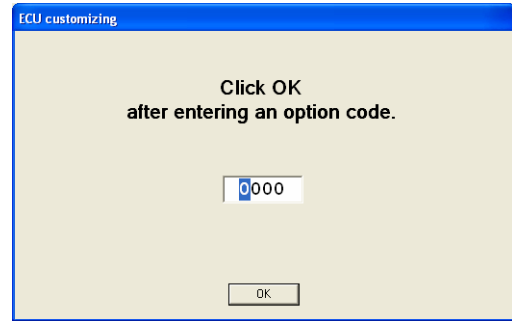 ECU customizing
Click OK
after entering an option code.
0000
OK